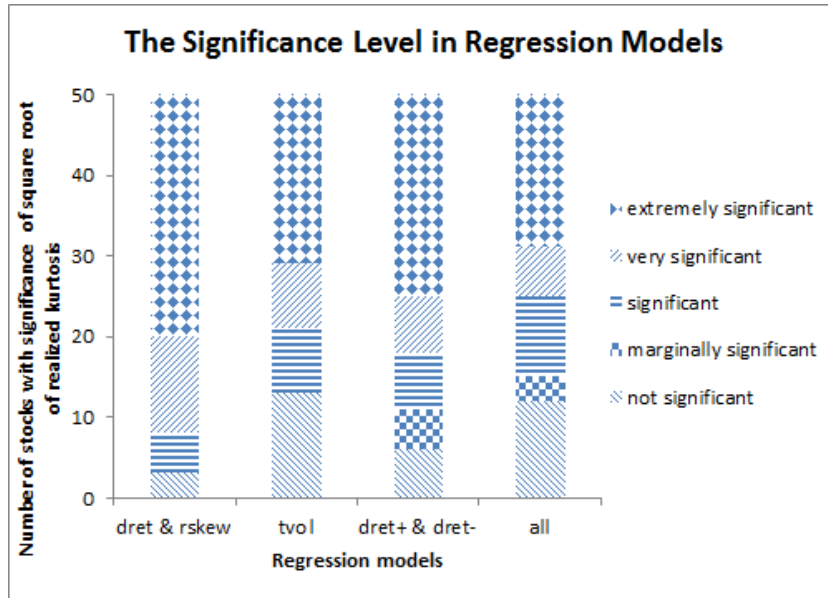 The Significance Level in Regression Models
Number of stocks with significance of square root
of realized kurtosis
50
40
30
20
10
0
dret & rskew
tvol
dret+ & dret-
all
Regression models
extremely significant
very significant
significant
marginally significant
not significant